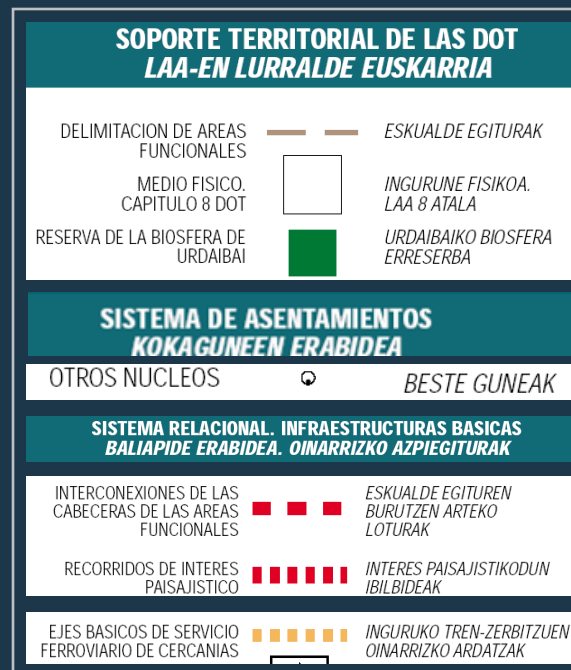 SOPORTE TERRITORIAL DE LAS DOT
LAA-EN LURRALDE EUSKARRIA
DELIMITACION DE AREAS
FUNCIONALES
ESKUALDE EGITURAK
MEDIO FISICO.
CAPITULO 8 DOT
INGURUNE FISIKOA.
LAA 8 ATALA
RESERVA DE LA BIOSFERA DE
URDAIBAI
URDAIBAIKO BIOSFERA
ERRESERBA
SISTEMA DE ASENTAMIENTOS
KOKAGUNEEN ERABIDEA
OTROS NUCLEOS
BESTE GUNEAK
SISTEMA RELACIONAL. INFRAESTRUCTURAS BASICAS
BALIAPIDE ERABIDEA. OINARRIZKO AZPIEGITURAK
INTERCONEXIONES DE LAS
CABECERAS DE LAS AREAS
FUNCIONALES
ESKUALDE EGITUREN
BURUTZEN ARTEKO
LOTURAK
RECORRIDOS DE INTERES
PAISAJISTICO
INTERES PAISAJISTIKODUN
IBILBIDEAK
EJES BASICOS DE SERVICIO
FERROVIARIO DE CERCANIAS
INGURUKO TREN-ZERBITZUEN
OINARRIZKO ARDATZAK